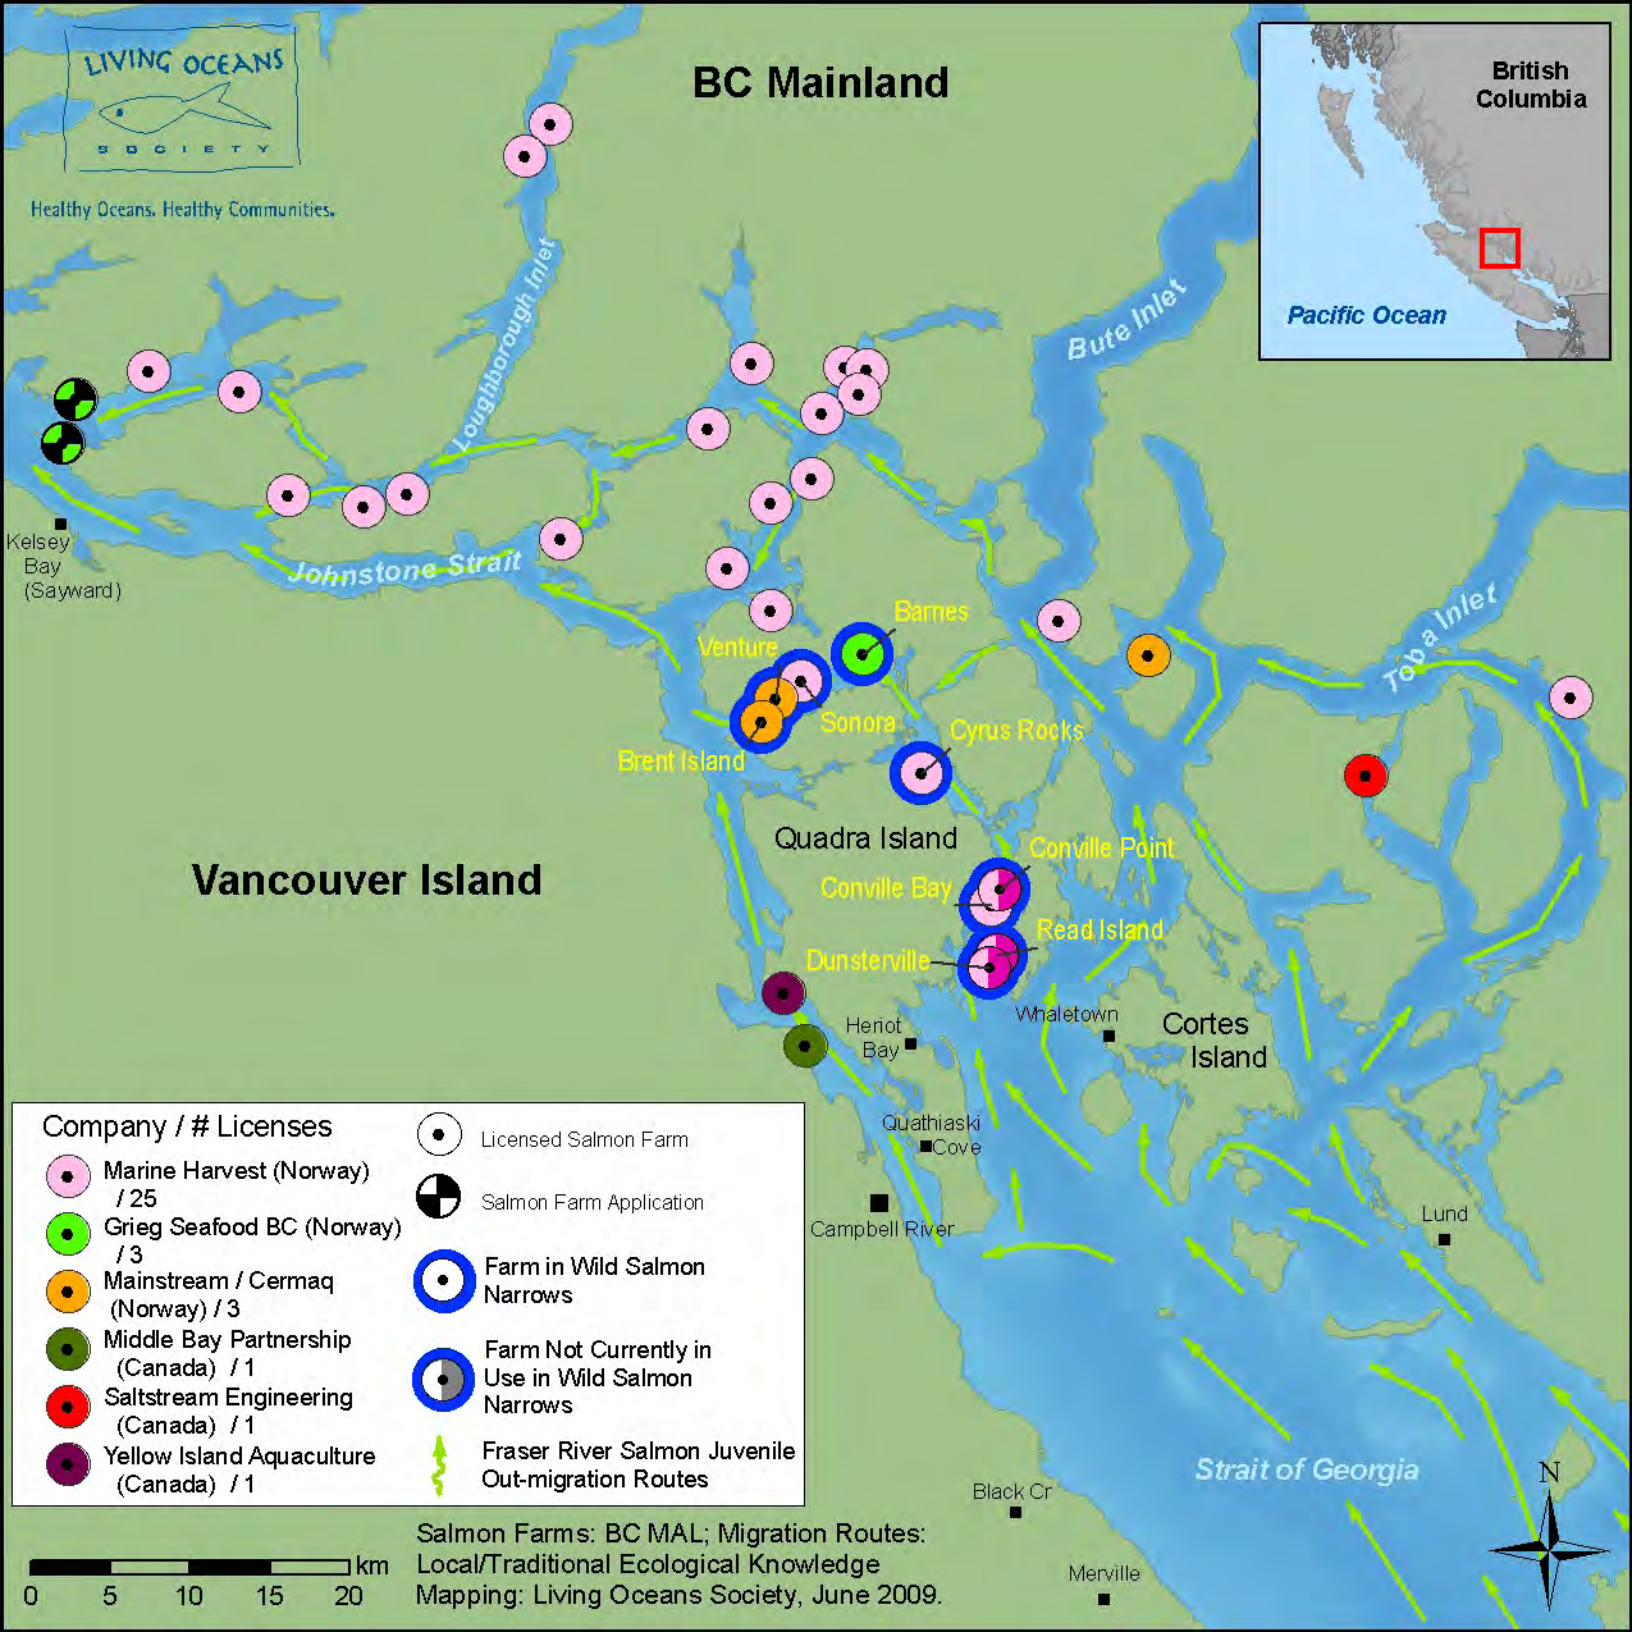 LIVING OCEANS
SOCIETY
Healthy Oceans. Healthy Communities.
BC Mainland
British
Columbia
Pacific Ocean
Loughborough Inlet
Bute Inlet
Kelsey
Bay
(Sayward)
Johnstone Strait
Toba Inlet
Barnes
Venture
Sonora
Brent Island
Cyrus Rocks
Quadra Island
Conville Point
Vancouver Island
Conville Bay
Read Island
Dunsterville
Whaletown
Heriot
Bay
Cortes
Island
Quathiaski
Cove
Campbell River
Lund
Strait of Georgia
N
Black Cr
Merville
Company / # Licenses
Marine Harvest (Norway)
/ 25
Grieg Seafood BC (Norway)
/ 3
Mainstream / Cermaq
(Norway) / 3
Middle Bay Partnership
(Canada) / 1
Saltstream Engineering
(Canada) / 1
Yellow Island Aquaculture
(Canada) / 1
Licensed Salmon Farm
Salmon Farm Application
Farm in Wild Salmon
Narrows
Farm Not Currently in
Use in Wild Salmon
Narrows
Fraser River Salmon Juvenile
Out-migration Routes
km
0 5 10 15 20
Salmon Farms: BC MAL; Migration Routes:
Local/Traditional Ecological Knowledge
Mapping: Living Oceans Society, June 2009.